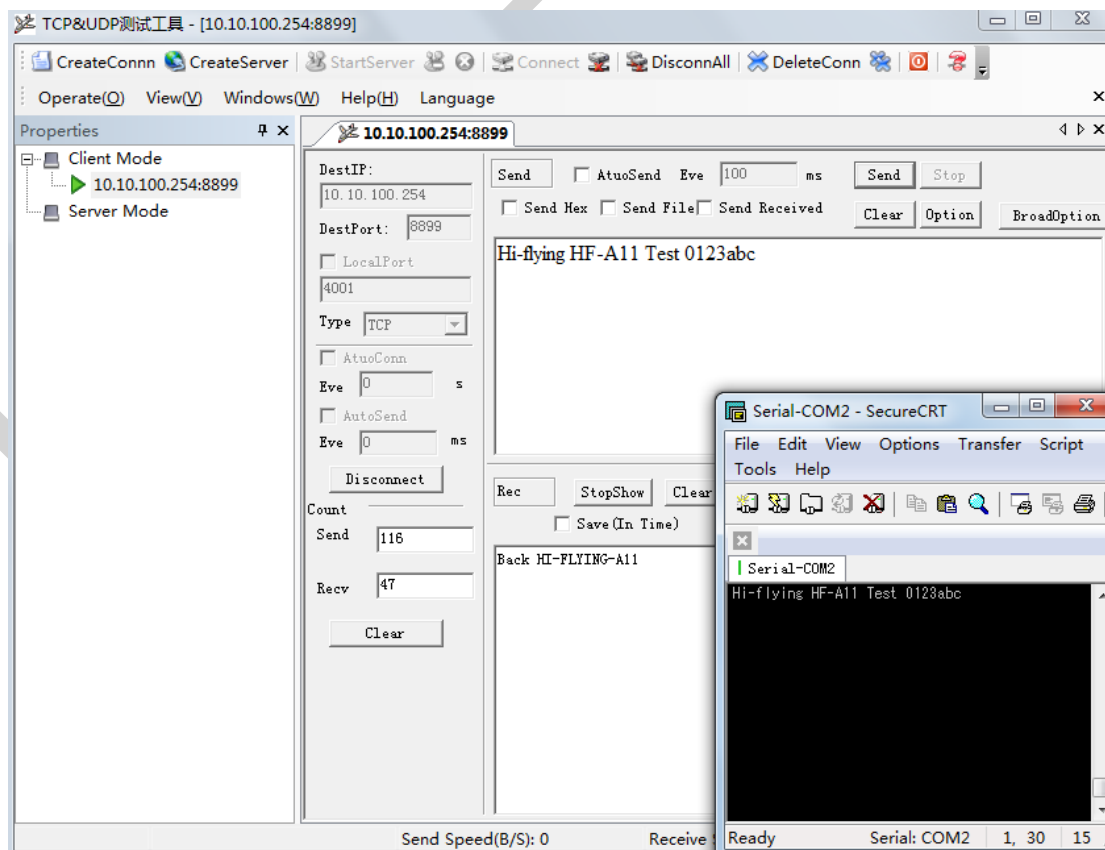 TCP&UDP测试工具 - [10.10.100.254:8899]
CreateConnn CreateServer StartServer Connect DisconnAll DeleteConn
Operate(O) View(V) Windows(W) Help(H) Language
Properties
10.10.100.254:8899
Client Mode
10.10.100.254:8899
Server Mode
DestIP:
10.10.100.254
DestPort: 8899
LocalPort
4001
Type TCP
AtuoConn
Eve 0 s
AutoSend
Eve 0 ms
Disconnect
Count
Send 116
Recv 47
Clear
Send AtuoSend Eve 100 ms Send Stop
Send Hex Send File Send Received Clear Option BroadOption
Hi-flying HF-A11 Test 0123abc
Rec StopShow Clear
Save(In Time)
Back HI-FLYING-A11
Send Speed(B/S): 0 Receive
Serial-COM2 - SecureCRT
File Edit View Options Transfer Script
Tools Help
Serial-COM2
Hi-flying HF-A11 Test 0123abc
Ready Serial: COM2 1, 30 15